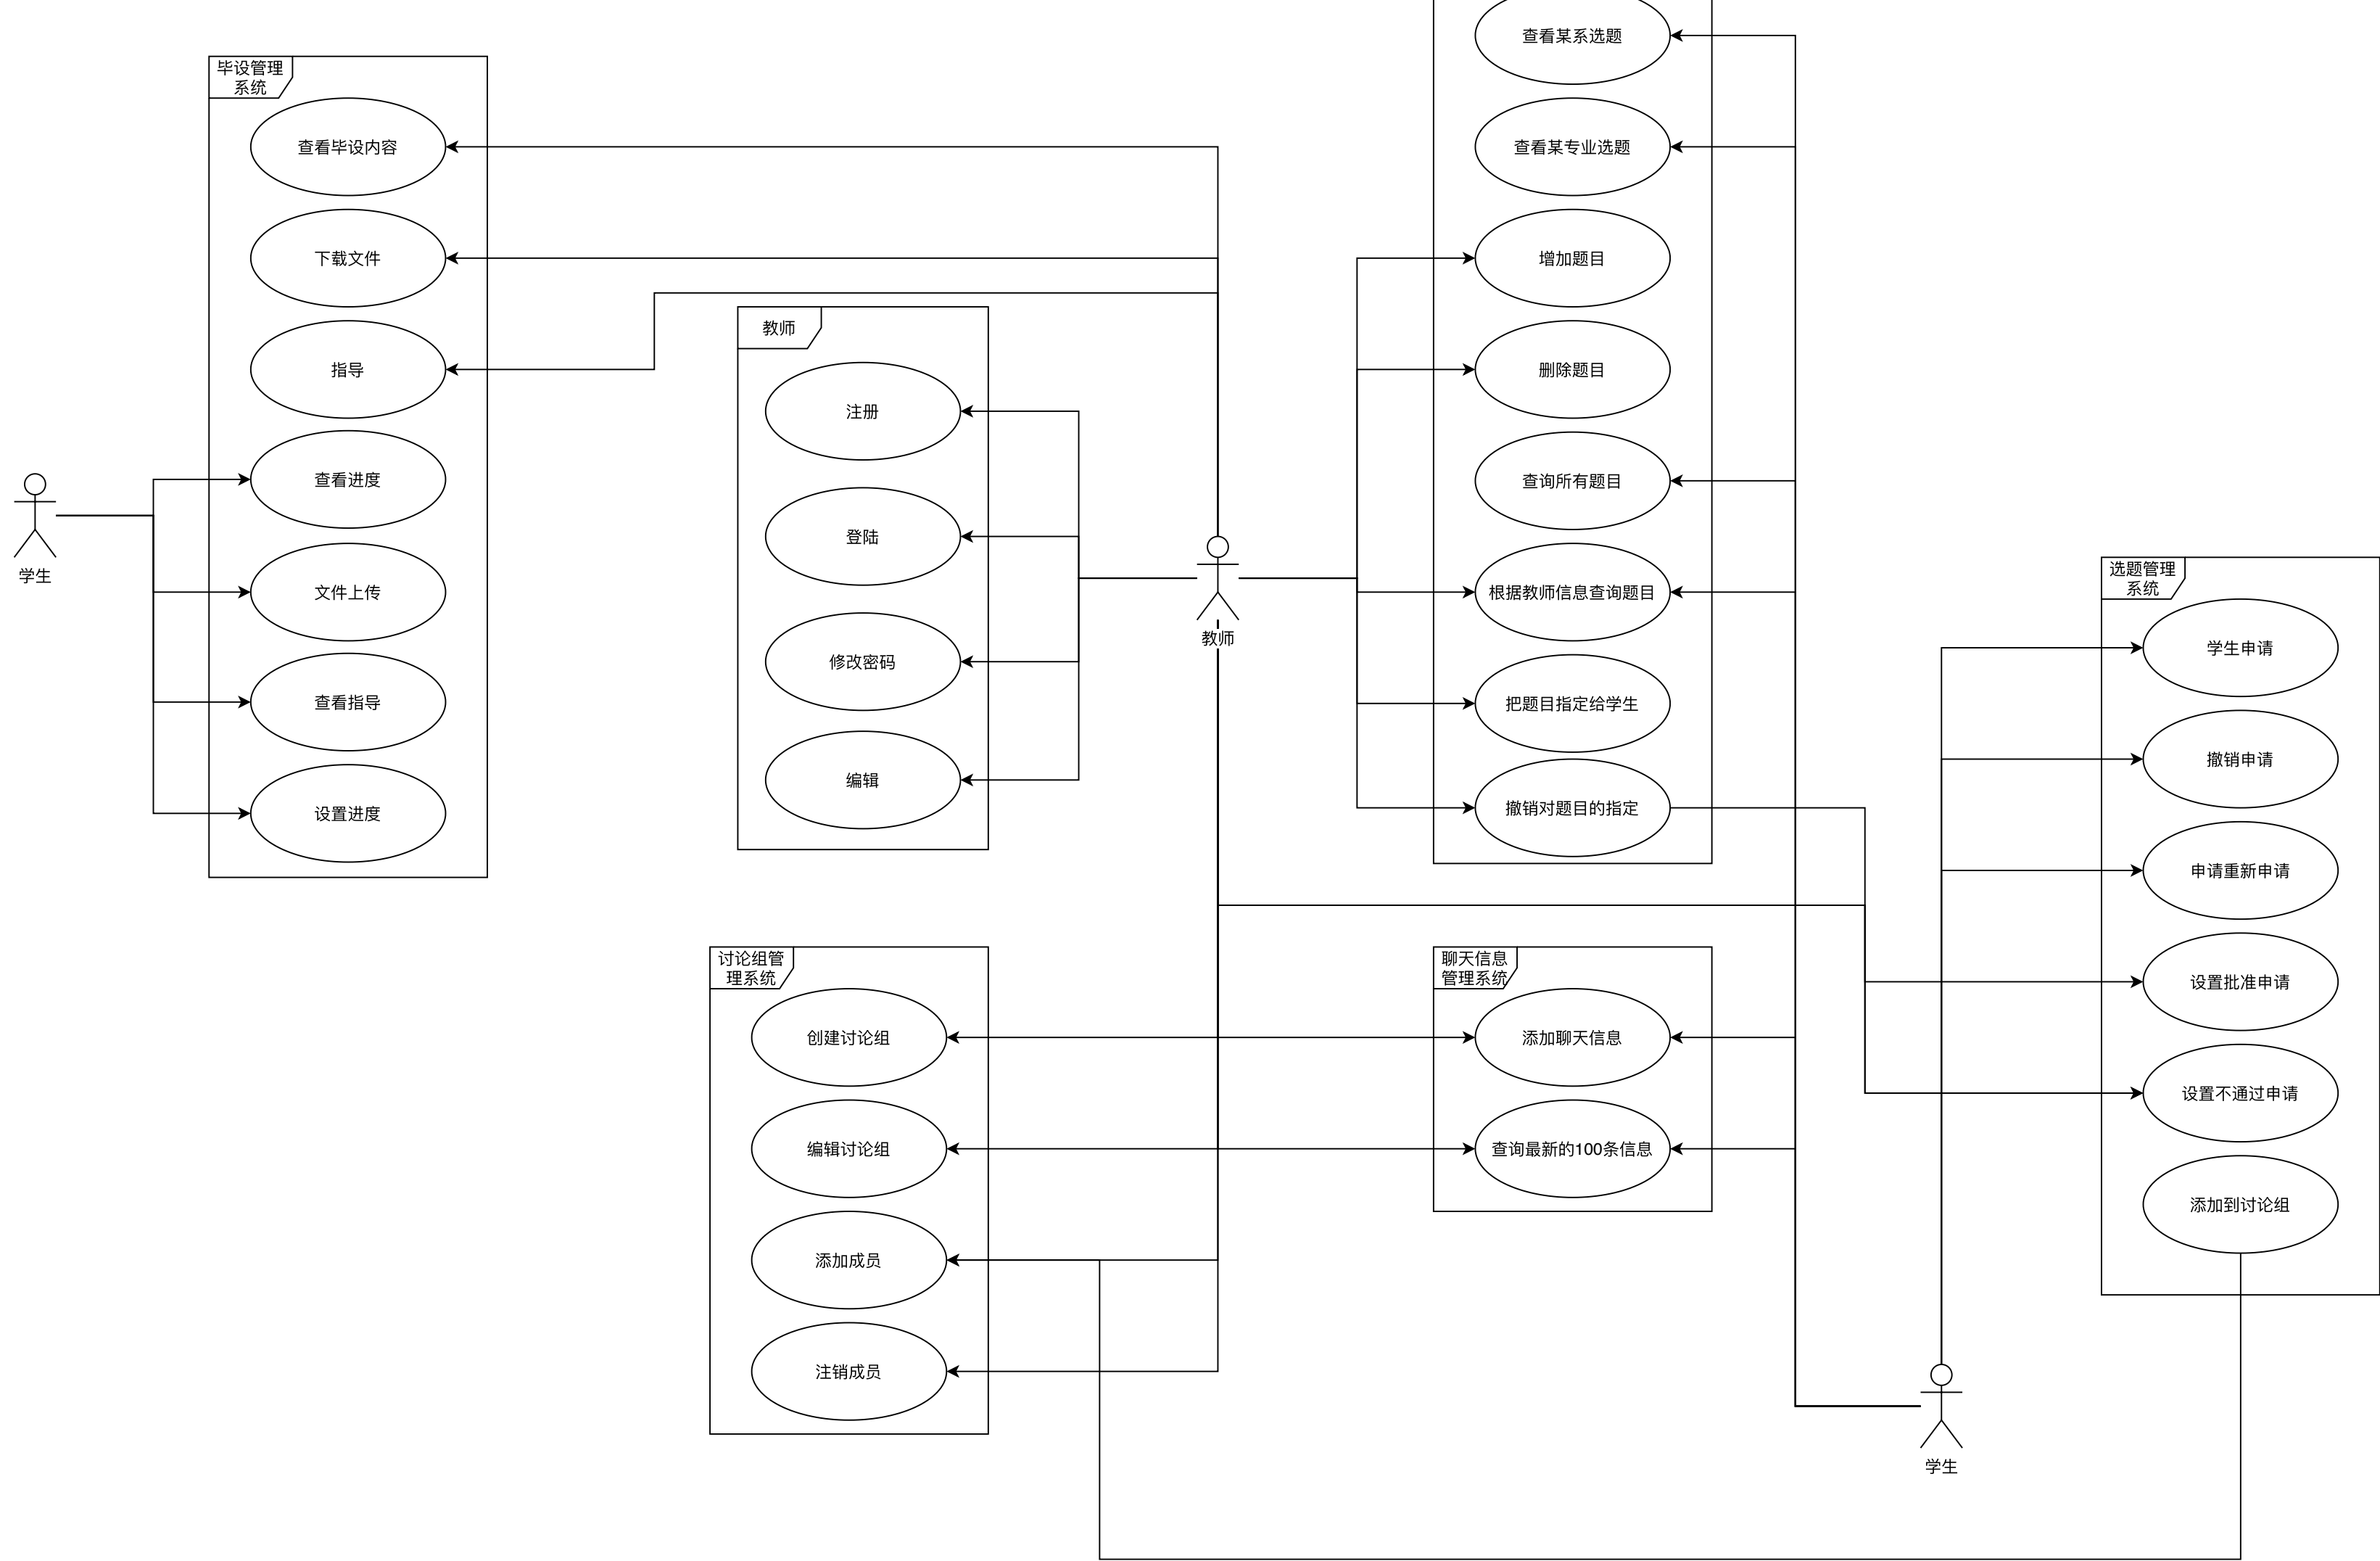 毕设管理
系统
查看毕设内容
下载文件
指导
查看进度
文件上传
查看指导
设置进度
学生
教师
注册
登陆
修改密码
编辑
教师
查看某系选题
查看某专业选题
增加题目
删除题目
查询所有题目
根据教师信息查询题目
把题目指定给学生
撤销对题目的指定
讨论组管
理系统
创建讨论组
编辑讨论组
添加成员
注销成员
聊天信息
管理系统
添加聊天信息
查询最新的100条信息
选题管理
系统
学生申请
撤销申请
申请重新申请
设置批准申请
设置不通过申请
添加到讨论组
学生